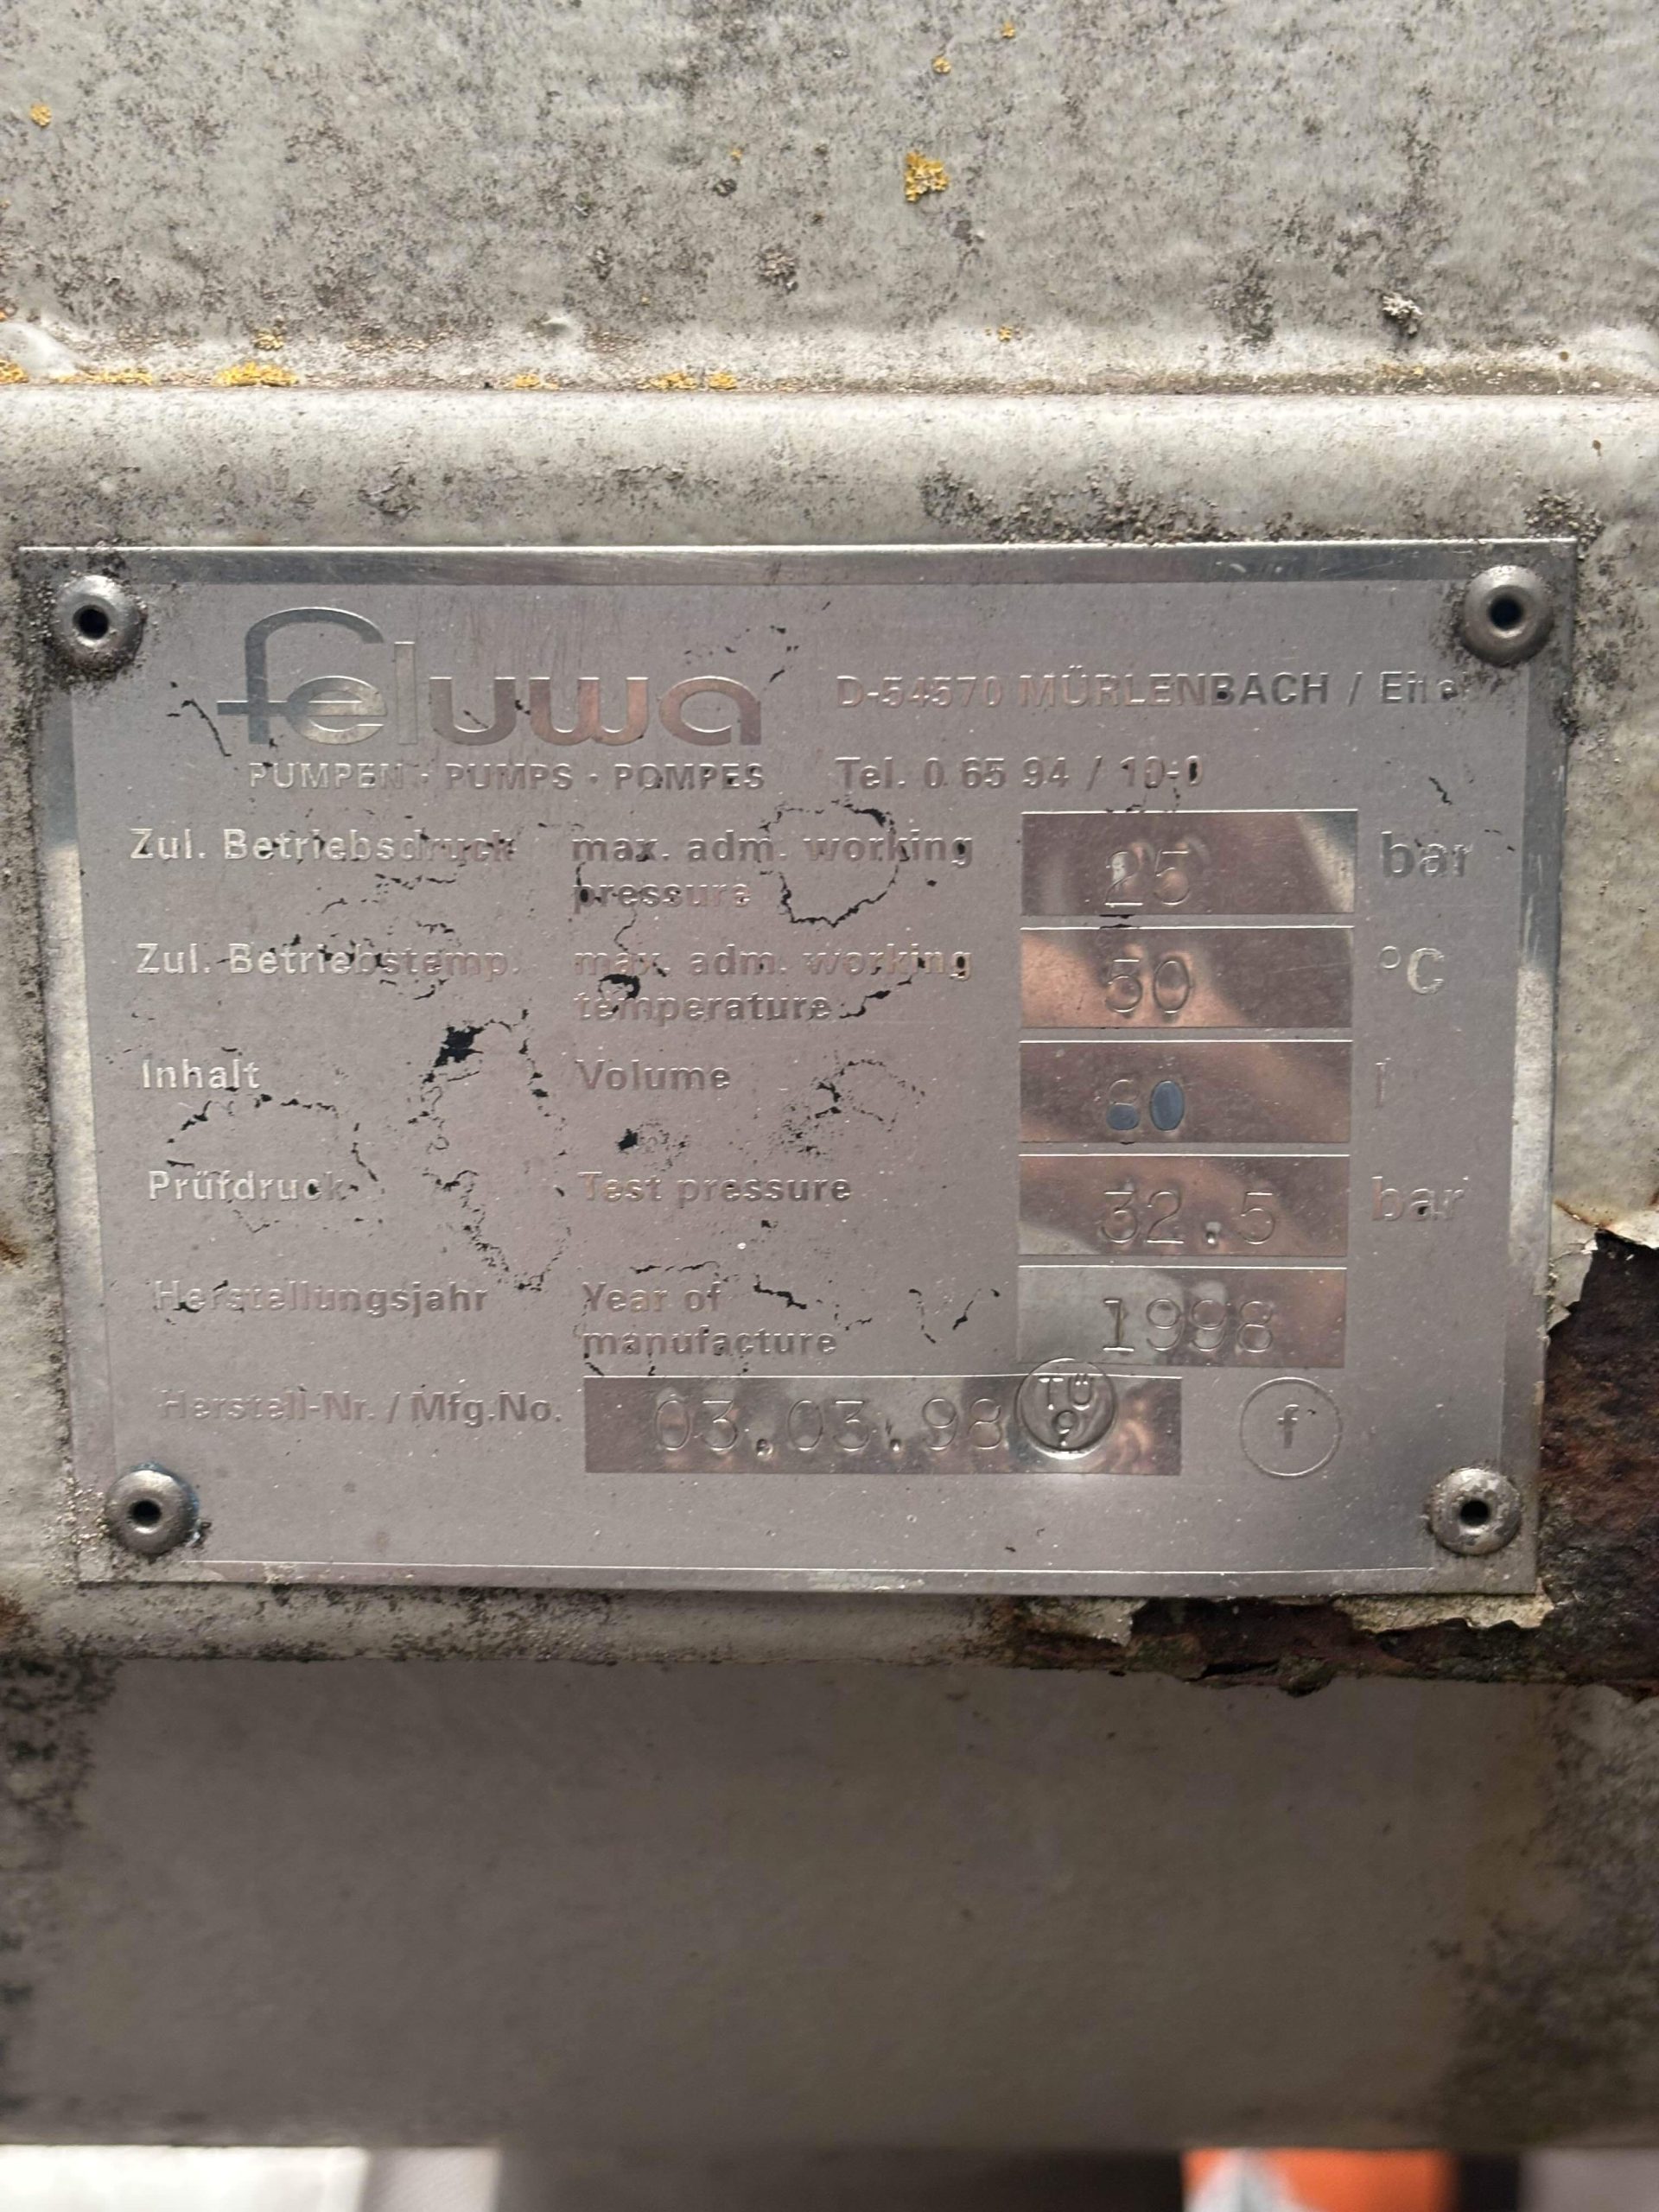 feluwa
PUMPEN · PUMPS · POMPES
D-54570 MÜRLENBACH / Eifel
Tel. 0 65 94 / 10-0
Zul. Betriebsdruck max. adm. working pressure 25 bar
Zul. Betriebstemp. max. adm. working temperature 50 °C
Inhalt Volume 60 l
Prüfdruck Test pressure 32.5 bar
Herstellungsjahr Year of manufacture 1998
Herstell-Nr. / Mfg.No. 03.03.98
TÜ
9
f